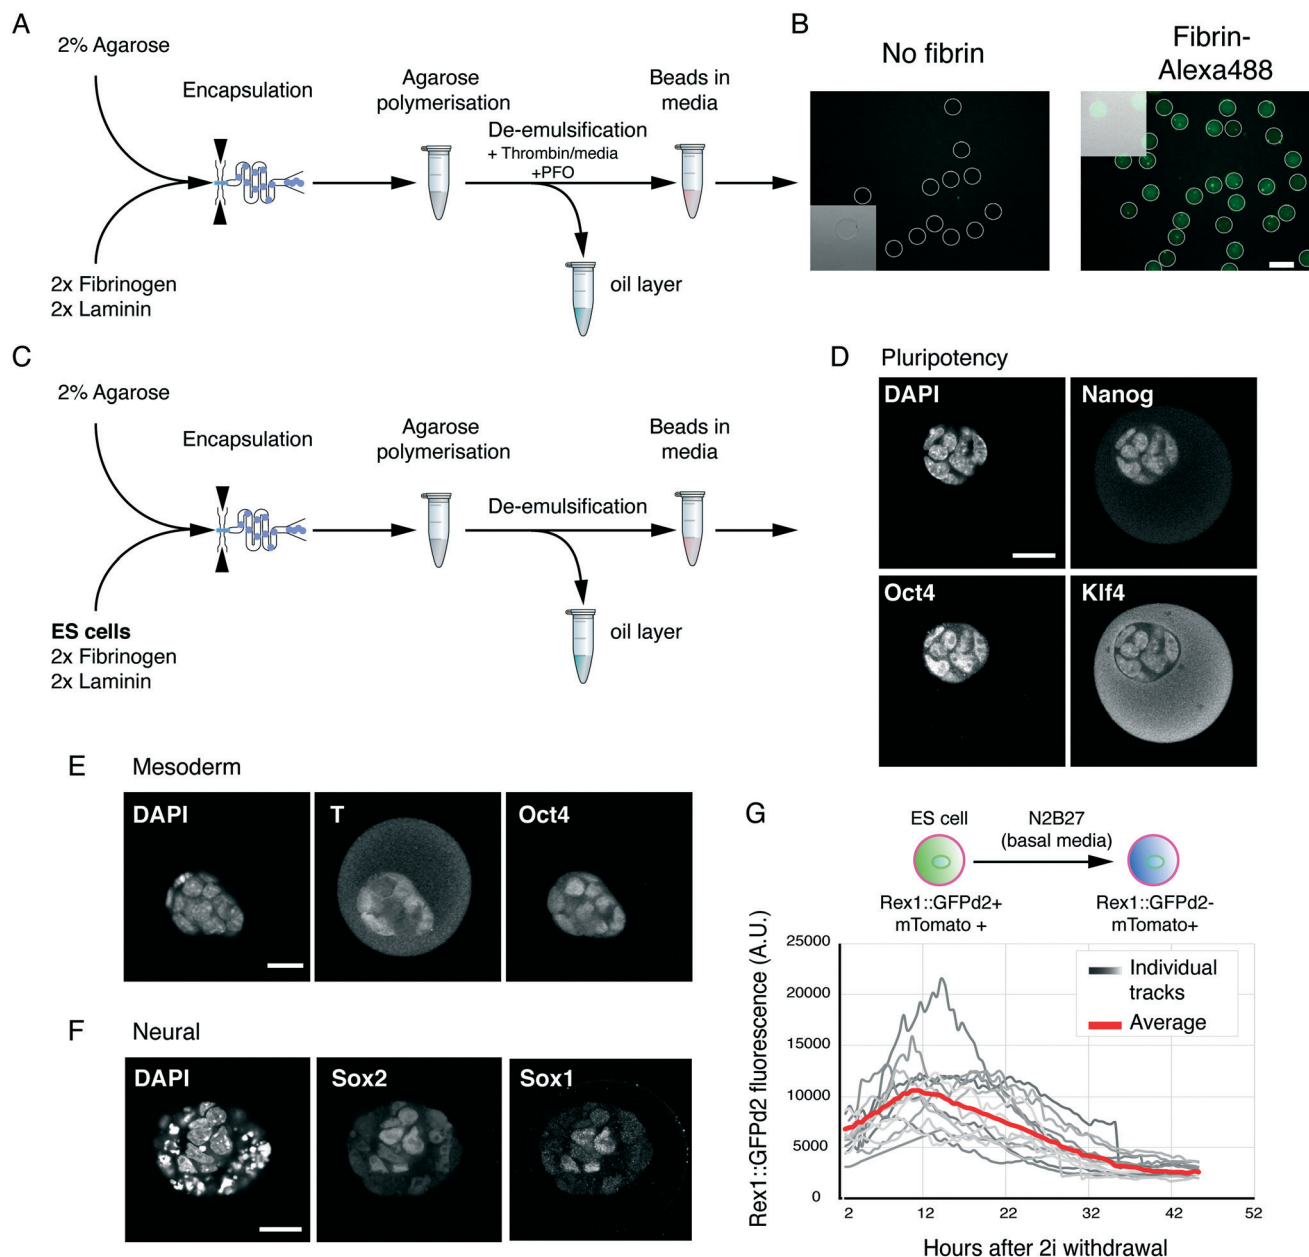 A
2% Agarose
Encapsulation
Agarose
polymerisation
De-emulsification
+ Thrombin/media
+PFO
Beads in
media
2x Fibrinogen
2x Laminin
oil layer
B
No fibrin
Fibrin-
Alexa488
C
2% Agarose
Encapsulation
Agarose
polymerisation
De-emulsification
Beads in
media
ES cells
2x Fibrinogen
2x Laminin
oil layer
D
Pluripotency
DAPI
Nanog
Oct4
Klf4
E
Mesoderm
DAPI
T
Oct4
F
Neural
DAPI
Sox2
Sox1
G
ES cell
N2B27
(basal media)
Rex1::GFPd2+
mTomato +
Rex1::GFPd2-
mTomato+
Rex1::GFPd2 fluorescence (A.U.)
25000
20000
15000
10000
5000
0
Individual
tracks
Average
2
12
22
32
42
52
Hours after 2i withdrawal